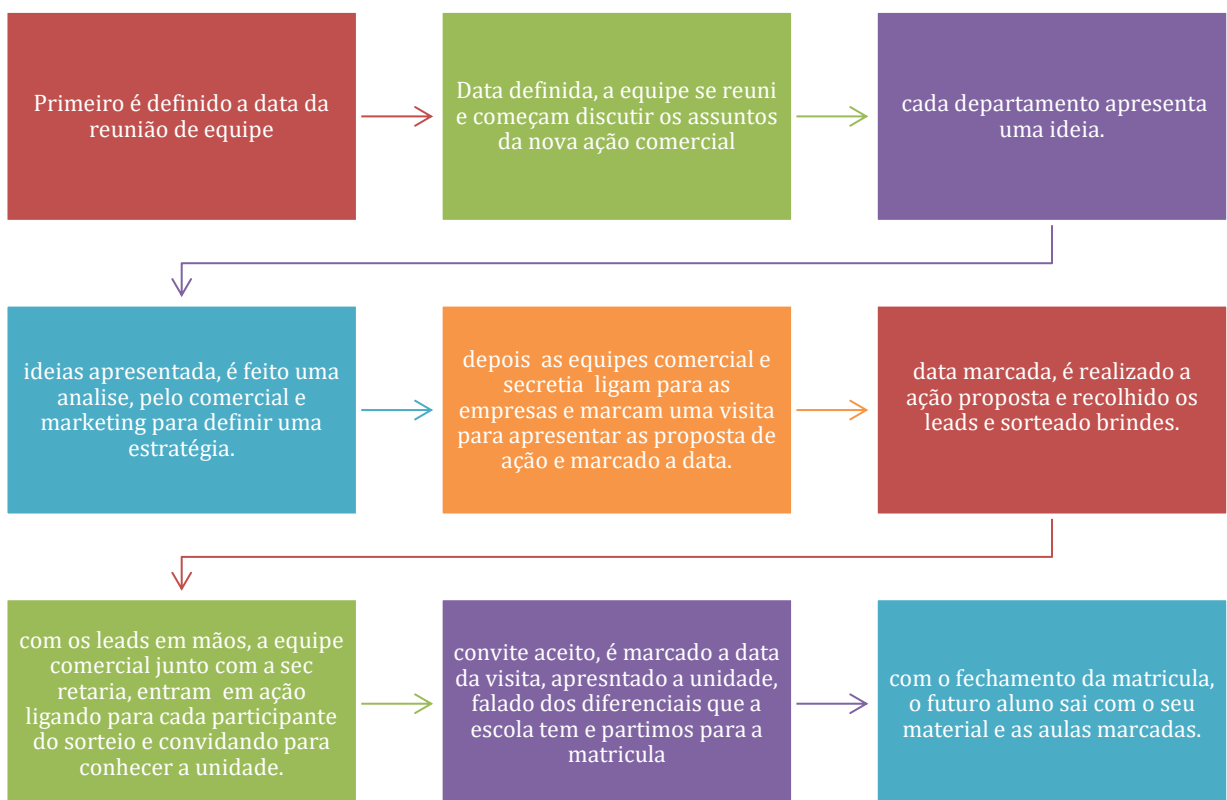 Primeiro é definido a data da
reunião de equipe
Data definida, a equipe se reuni
e começam discutir os assuntos
da nova ação comercial
cada departamento apresenta
uma ideia.
ideias apresentada, é feito uma
analise, pelo comercial e
marketing para definir uma
estratégia.
depois as equipes comercial e
secretia ligam para as
empresas e marcam uma visita
para apresentar as proposta de
ação e marcado a data.
data marcada, é realizado a
ação proposta e recolhido os
leads e sorteado brindes.
com os leads em mãos, a equipe
comercial junto com a sec
retaria, entram em ação
ligando para cada participante
do sorteio e convidando para
conhecer a unidade.
convite aceito, é marcado a data
da visita, apresntado a unidade,
falado dos diferenciais que a
escola tem e partimos para a
matricula
com o fechamento da matricula,
o futuro aluno sai com o seu
material e as aulas marcadas.